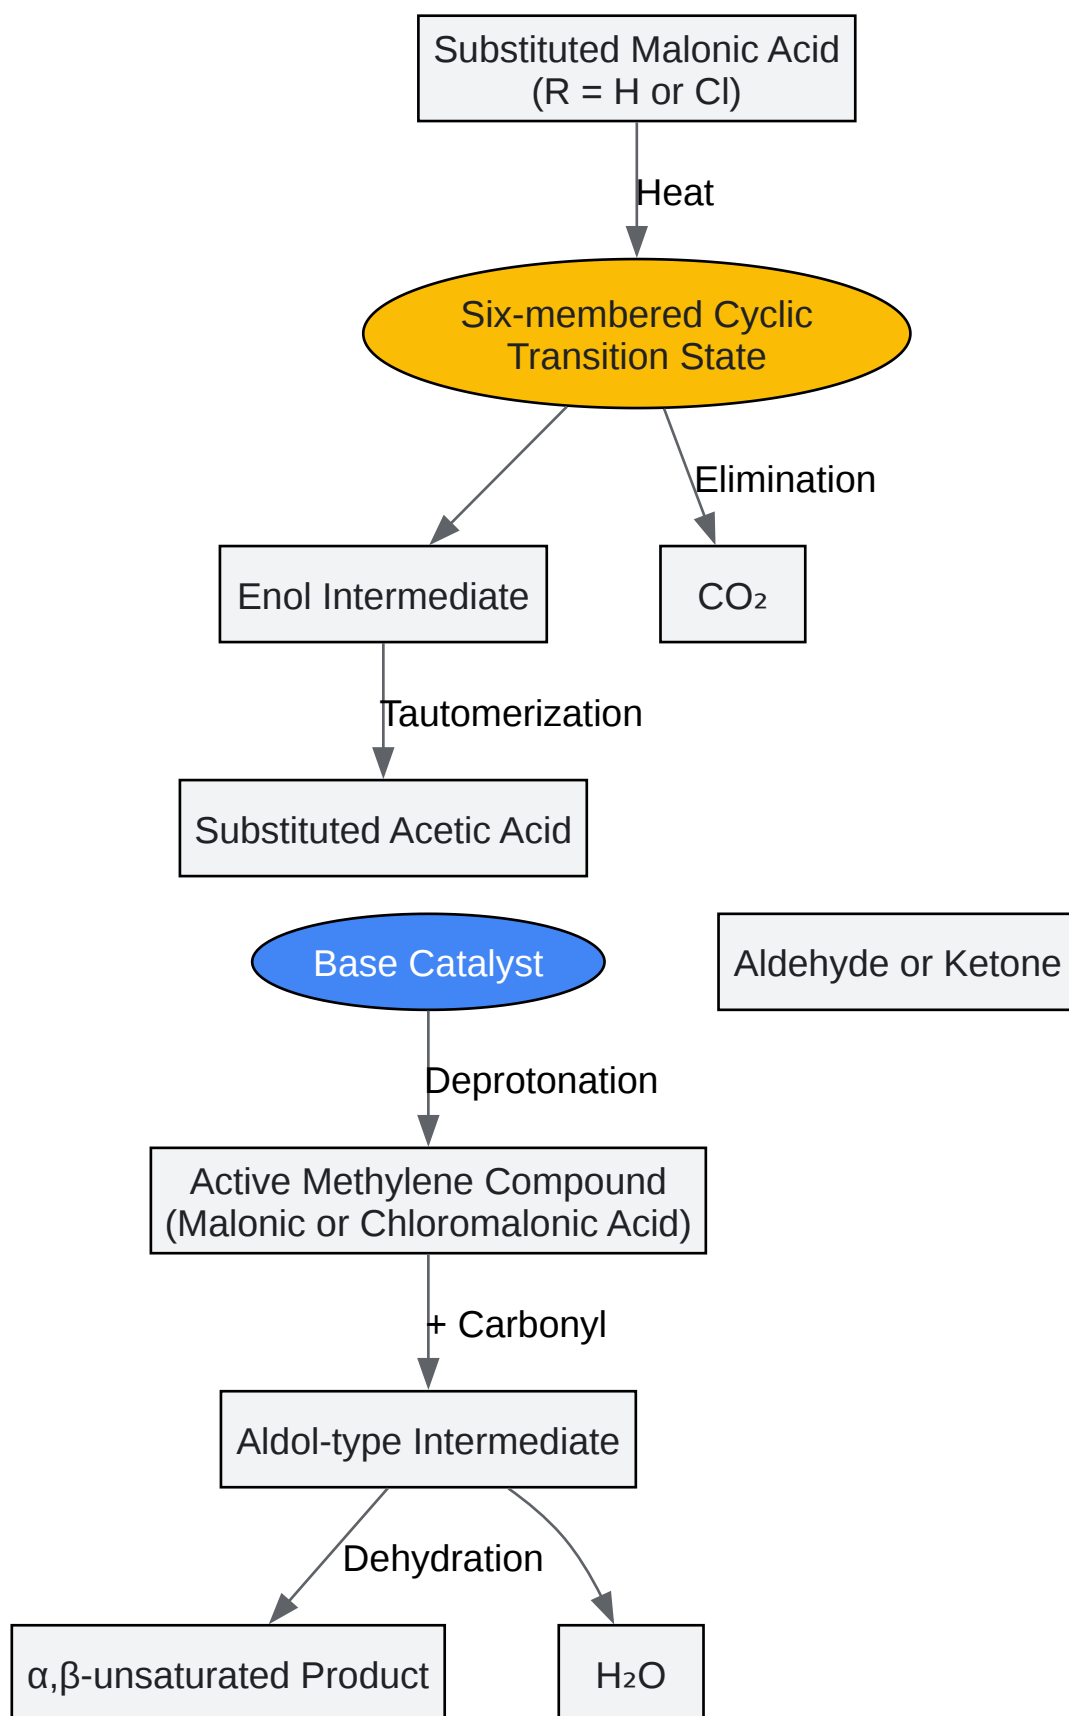 Substituted Malonic Acid
(R = H or Cl)
Heat
Six-membered Cyclic
Transition State
Elimination
Enol Intermediate
CO₂
Tautomerization
Substituted Acetic Acid
Base Catalyst
Aldehyde or Ketone
Deprotonation
Active Methylene Compound
(Malonic or Chloromalonic Acid)
+ Carbonyl
Aldol-type Intermediate
Dehydration
α,β-unsaturated Product
H₂O